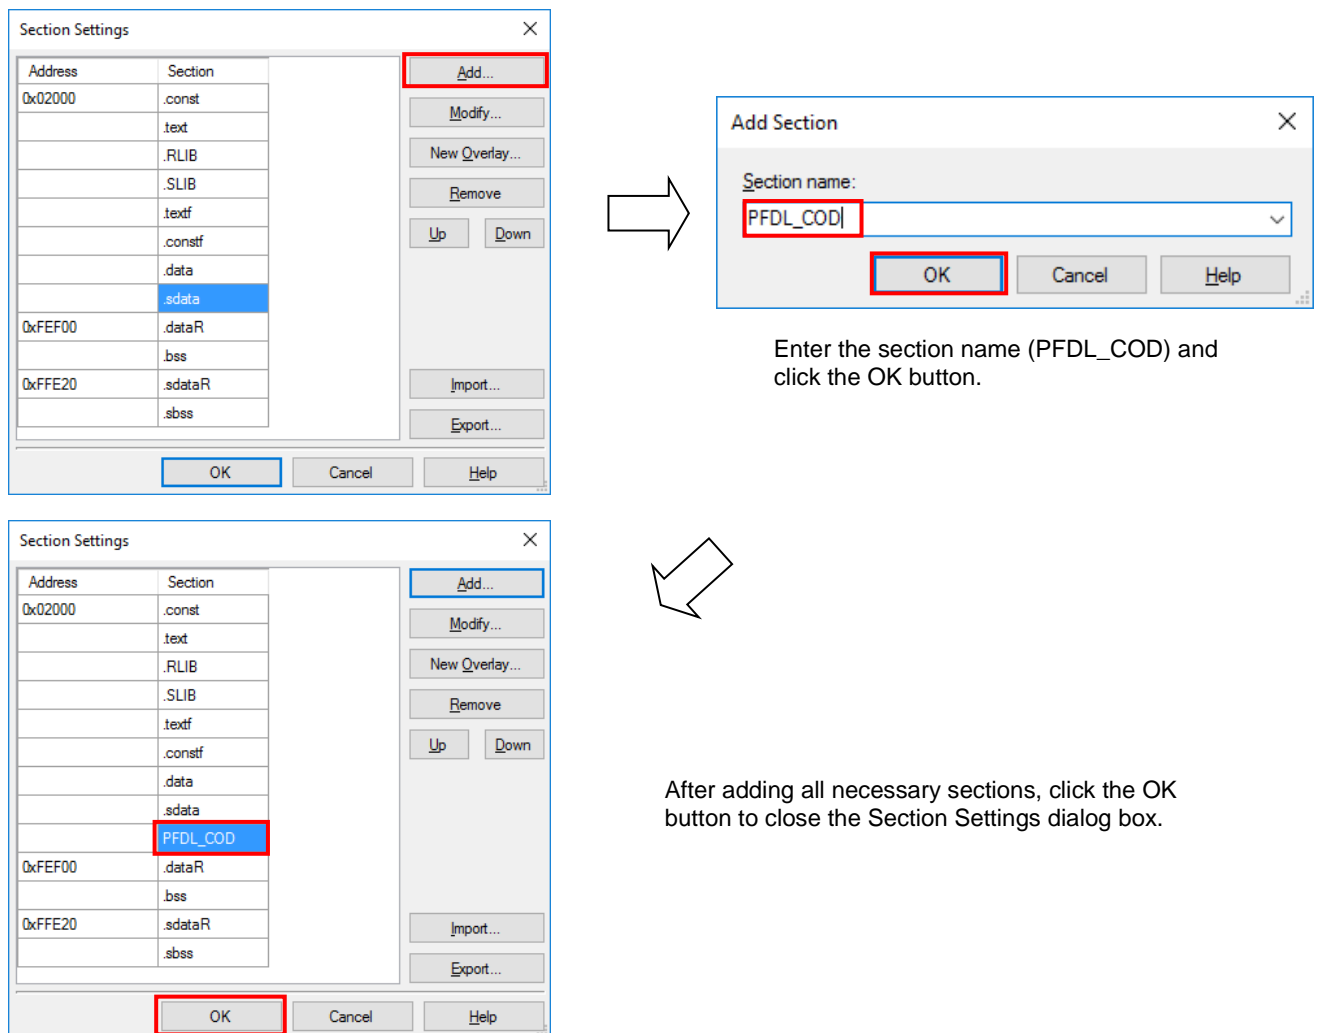 Section Settings
Address Section
0x02000 .const
.text
.RLIB
.SLIB
.textf
.constf
.data
.sdata
0xFEF00 .dataR
.bss
0xFFE20 .sdataR
.sbss
Add...
Modify...
New Overlay...
Remove
Up Down
Import...
Export...
OK Cancel Help
Add Section
Section name:
PFDL_COD
OK Cancel Help
Enter the section name (PFDL_COD) and
click the OK button.
Section Settings
Address Section
0x02000 .const
.text
.RLIB
.SLIB
.textf
.constf
.data
.sdata
PFDL_COD
0xFEF00 .dataR
.bss
0xFFE20 .sdataR
.sbss
Add...
Modify...
New Overlay...
Remove
Up Down
Import...
Export...
OK Cancel Help
After adding all necessary sections, click the OK
button to close the Section Settings dialog box.